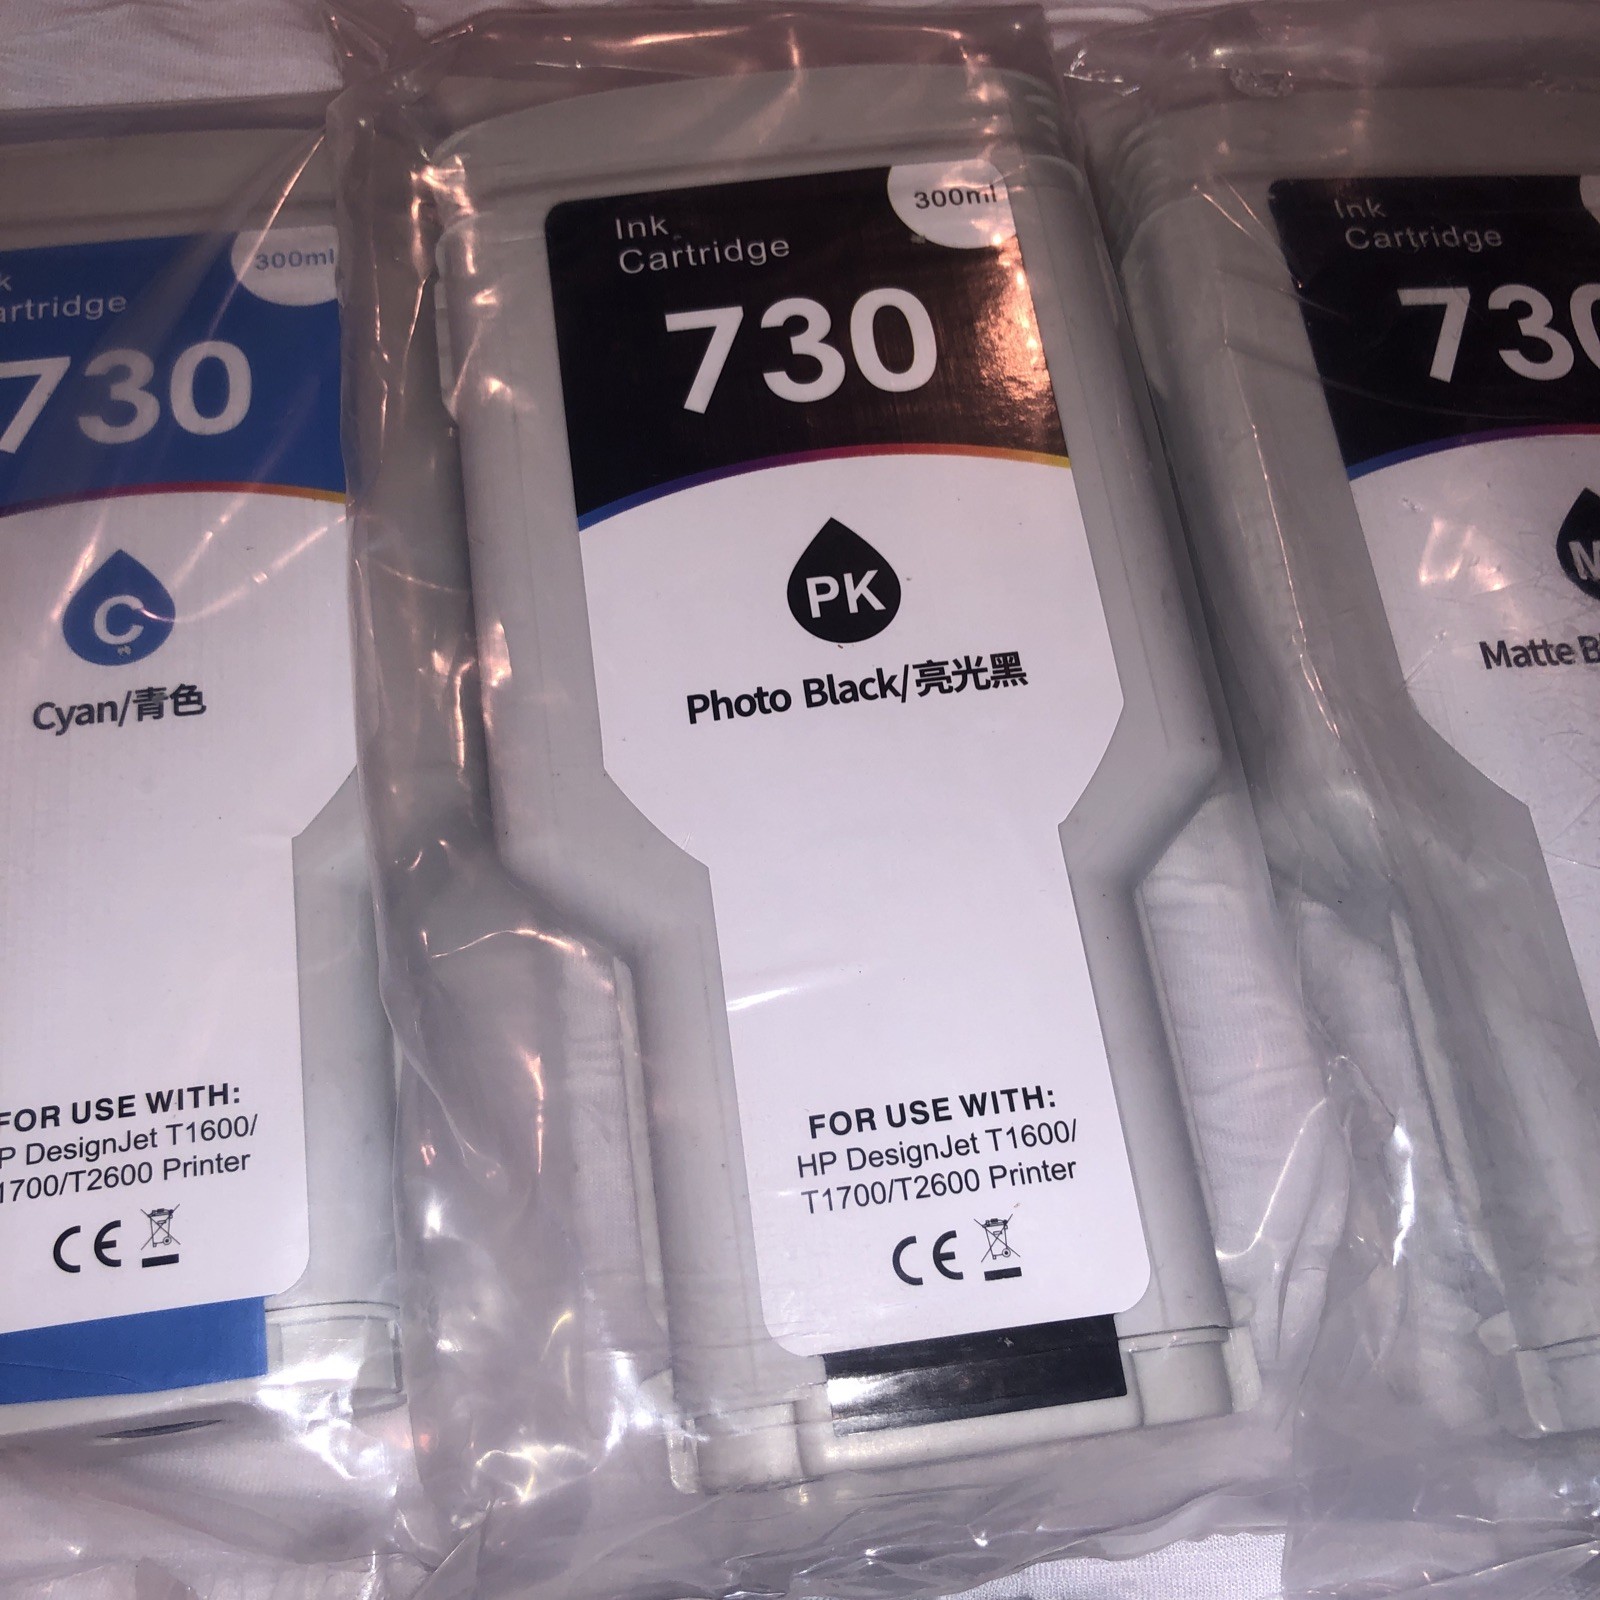 300ml
artridge
730
C
Cyan/青色
FOR USE WITH:
P DesignJet T1600/
1700/T2600 Printer
CE
300ml
Ink
Cartridge
730
PK
Photo Black/亮光黑
FOR USE WITH:
HP DesignJet T1600/
T1700/T2600 Printer
CE
Ink
Cartridge
730
M
Matte B